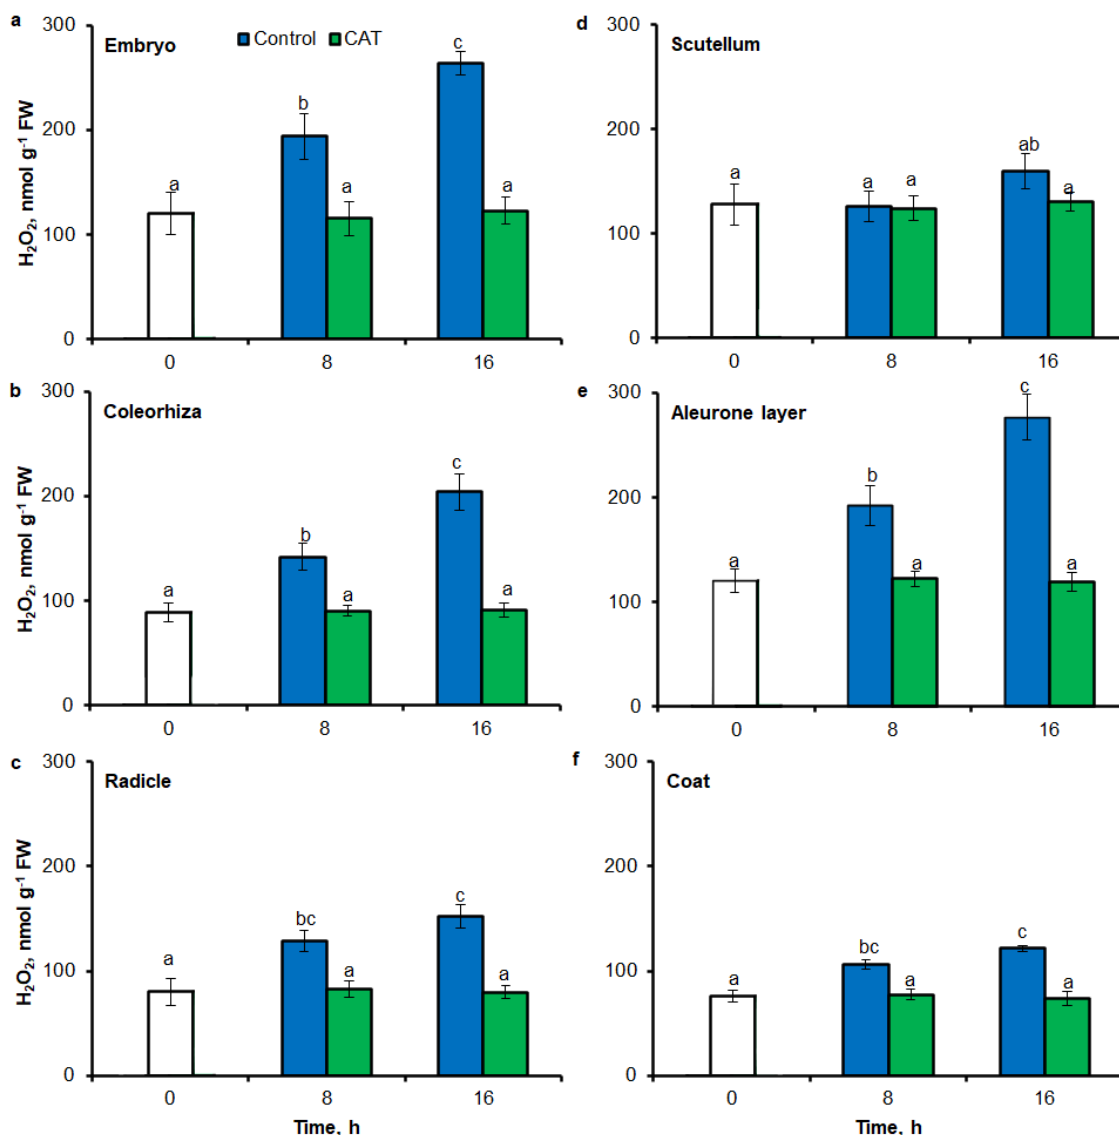 a
300
Embryo
Control
CAT
c
b
200
a
a
a
100
H₂O₂, nmol g⁻¹ FW
0
0
8
16
d
300
Scutellum
200
ab
a
a
a
a
100
0
0
8
16
b
300
Coleorhiza
c
200
b
a
a
a
100
H₂O₂, nmol g⁻¹ FW
0
0
8
16
e
300
Aleurone layer
c
b
200
a
a
a
100
0
0
8
16
c
300
Radicle
200
c
bc
a
a
a
100
H₂O₂, nmol g⁻¹ FW
0
0
8
16
Time, h
f
300
Coat
200
c
bc
a
a
a
100
0
0
8
16
Time, h